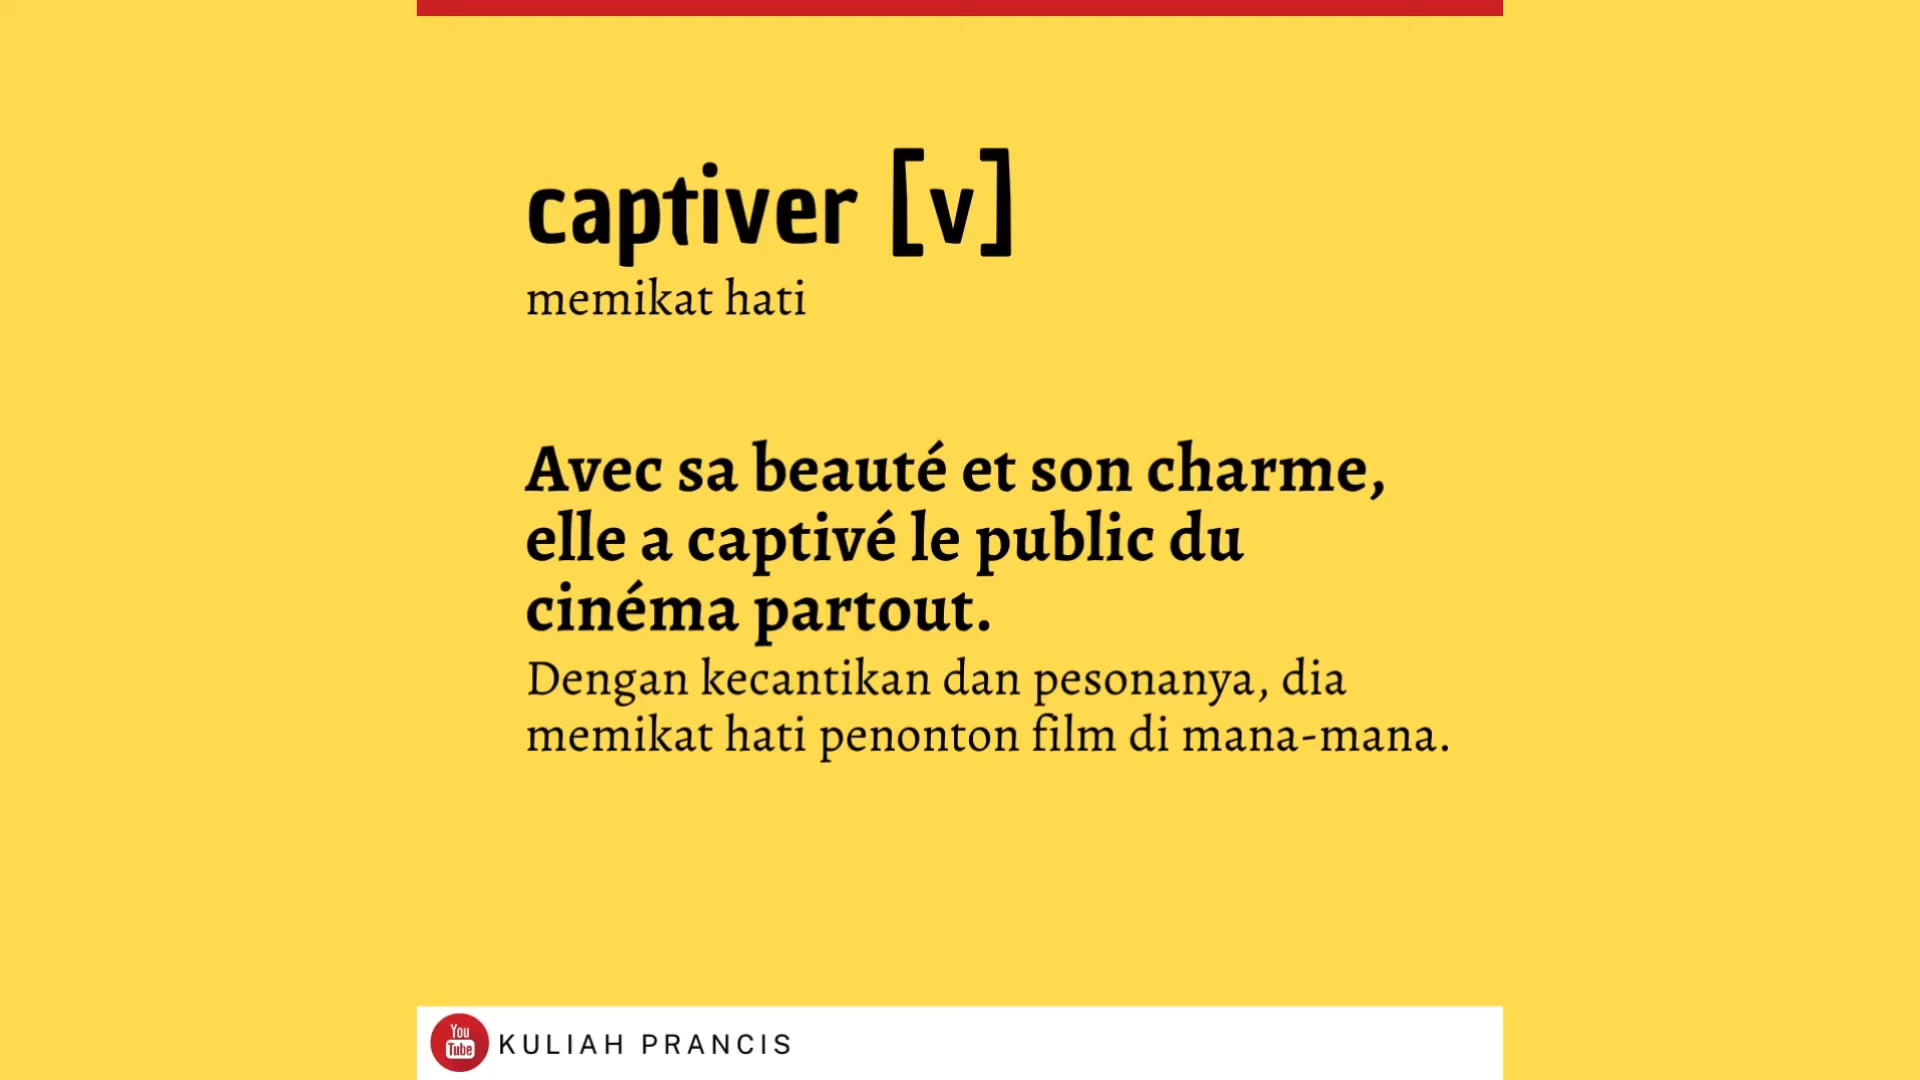 captiver [v]
memikat hati
Avec sa beauté et son charme,
elle a captivé le public du
cinéma partout.
Dengan kecantikan dan pesonanya, dia
memikat hati penonton film di mana-mana.
You
Tube
KULIAH PRANCIS